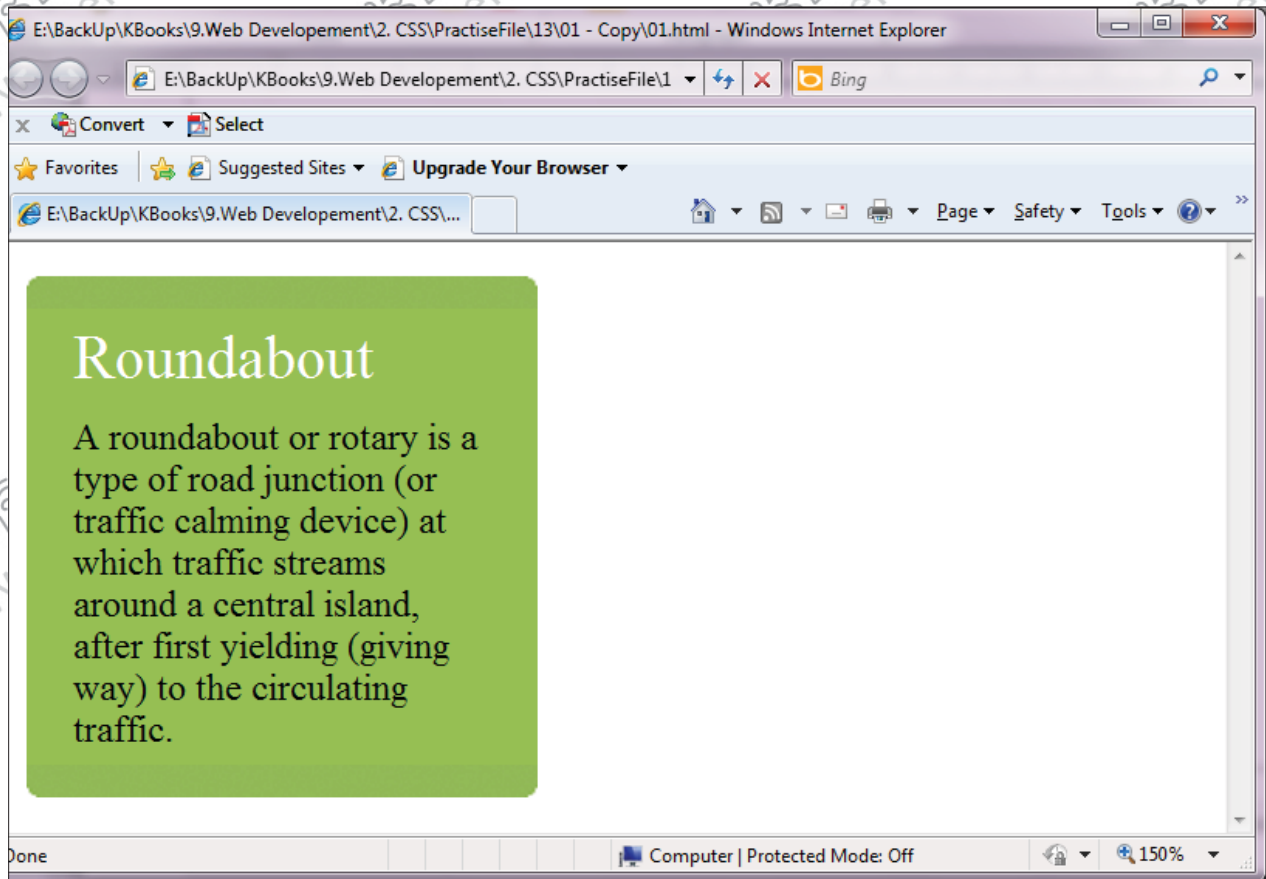 E:\BackUp\KBooks\9.Web Developement\2. CSS\PractiseFile\13\01 - Copy\01.html - Windows Internet Explorer
E:\BackUp\KBooks\9.Web Developement\2. CSS\PractiseFile\1 Bing
x Convert Select
Favorites Suggested Sites Upgrade Your Browser
E:\BackUp\KBooks\9.Web Developement\2. CSS\... Page Safety Tools
Roundabout
A roundabout or rotary is a
type of road junction (or
traffic calming device) at
which traffic streams
around a central island,
after first yielding (giving
way) to the circulating
traffic.
Done Computer | Protected Mode: Off 150%